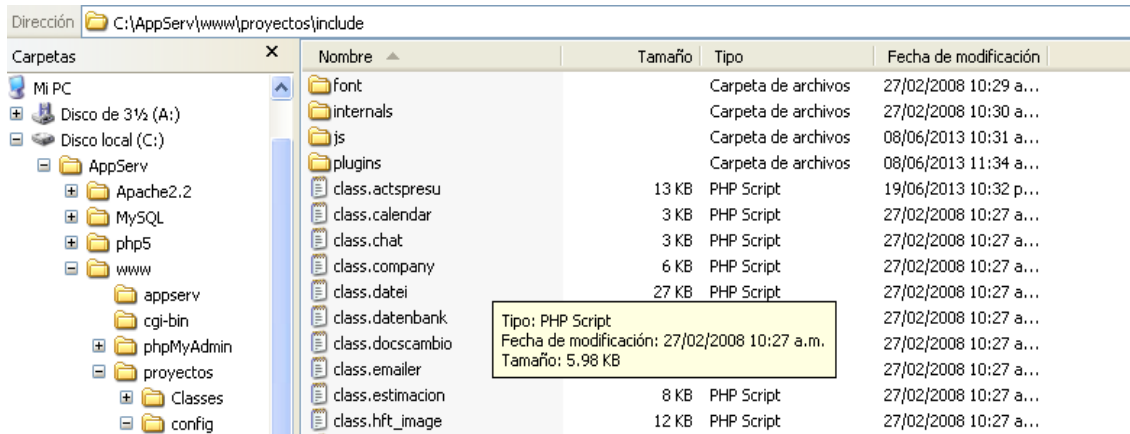 Dirección C:\AppServ\www\proyectos\include
Carpetas × Nombre Tamaño Tipo Fecha de modificación
Mi PC font Carpeta de archivos 27/02/2008 10:29 a...
Disco de 3½ (A:) internals Carpeta de archivos 27/02/2008 10:30 a...
Disco local (C:) js Carpeta de archivos 08/06/2013 10:31 a...
AppServ plugins Carpeta de archivos 08/06/2013 11:34 a...
Apache2.2 class.actspresu 13 KB PHP Script 19/06/2013 10:32 p...
MySQL class.calendar 3 KB PHP Script 27/02/2008 10:27 a...
php5 class.chat 3 KB PHP Script 27/02/2008 10:27 a...
www class.company 6 KB PHP Script 27/02/2008 10:27 a...
appserv class.datei 27 KB PHP Script 27/02/2008 10:27 a...
cgi-bin class.datenbank Tipo: PHP Script 27/02/2008 10:27 a...
phpMyAdmin class.docscambio Fecha de modificación: 27/02/2008 10:27 a.m. 27/02/2008 10:27 a...
proyectos class.emailer Tamaño: 5.98 KB 27/02/2008 10:27 a...
Classes class.estimacion 8 KB PHP Script 27/02/2008 10:27 a...
config class.hft_image 12 KB PHP Script 27/02/2008 10:27 a...